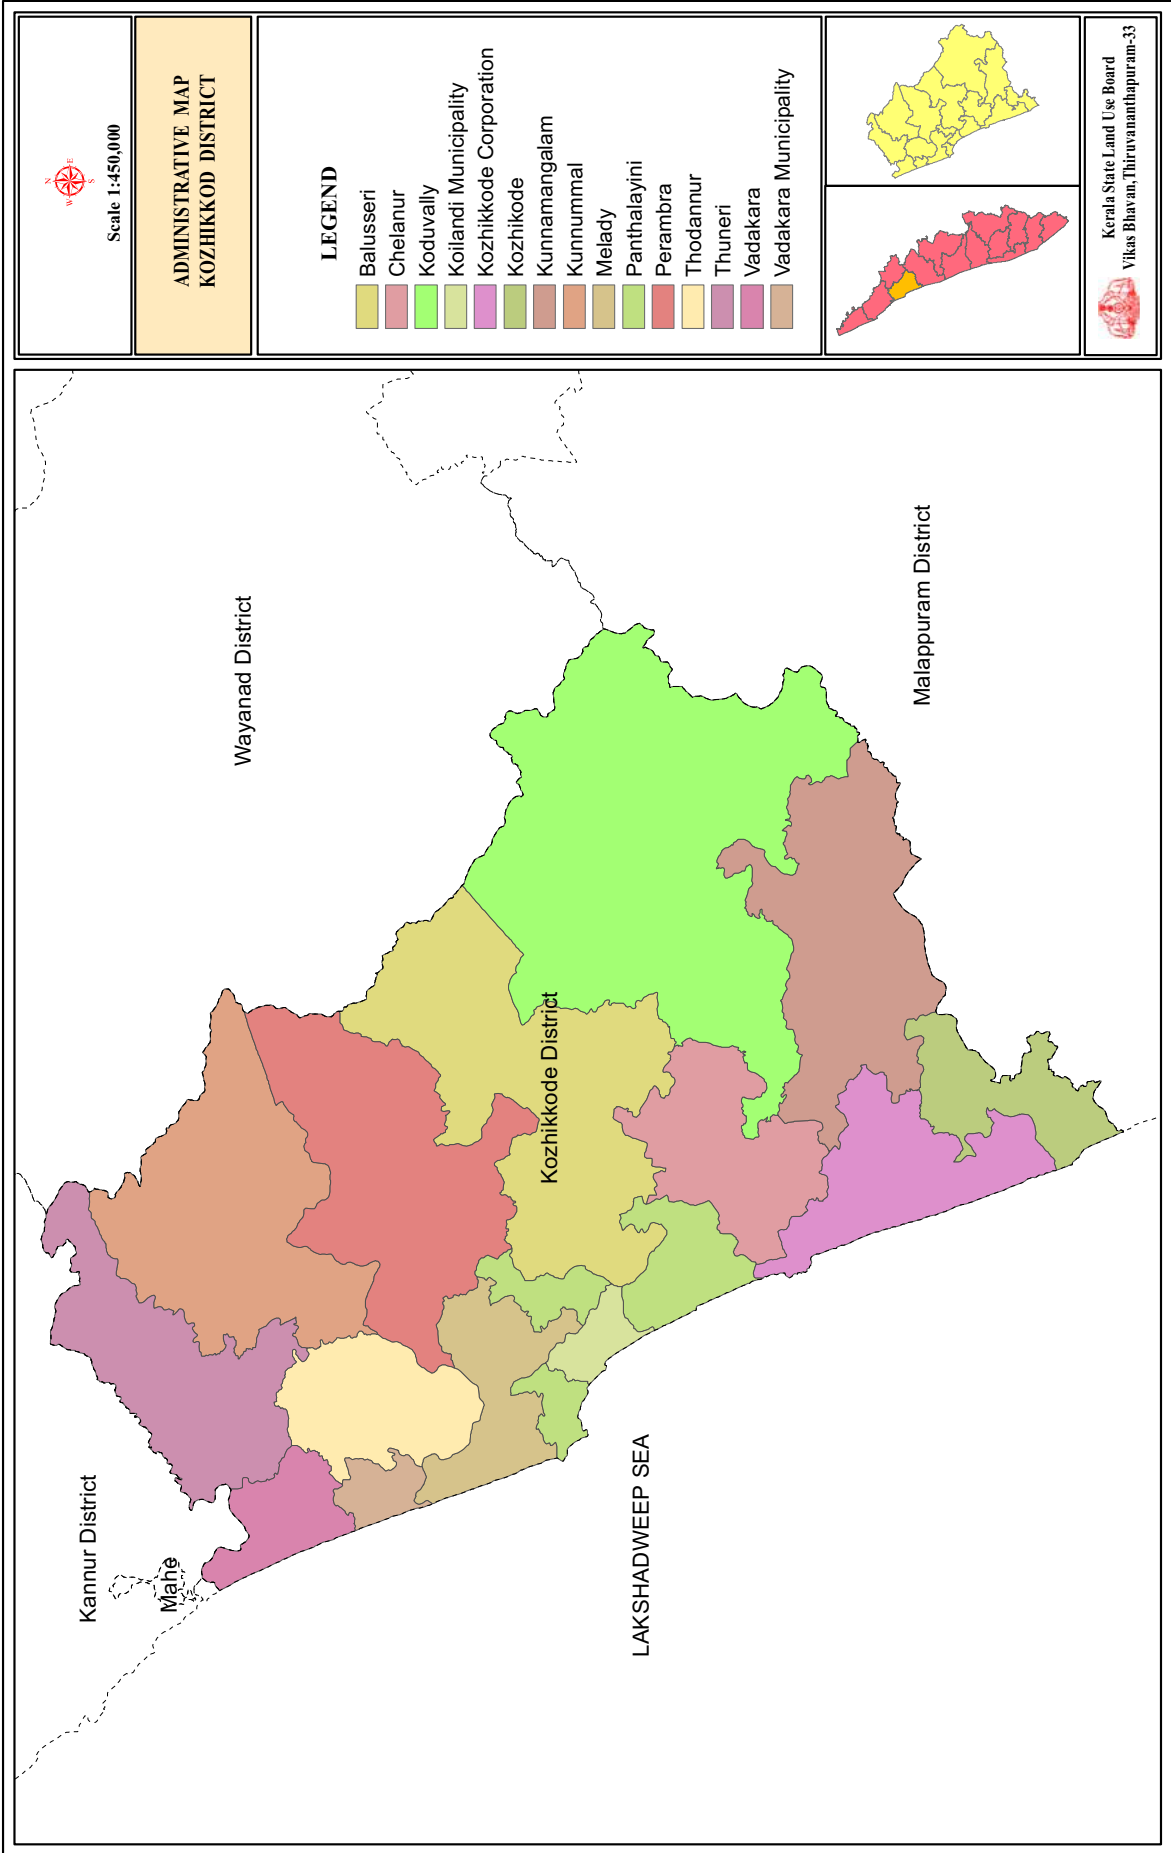 N
W
E
S
Scale 1:450,000
ADMINISTRATIVE MAP
KOZHIKKOD DISTRICT
LEGEND
Balusseri
Chelanur
Koduvally
Koilandi Municipality
Kozhikkode Corporation
Kozhikode
Kunnamangalam
Kunnummal
Melady
Panthalayini
Perambra
Thodannur
Thuneri
Vadakara
Vadakara Municipality
Kerala State Land Use Board
Vikas Bhavan,Thiruvananthapuram-33
Kannur District
Mahe
Wayanad District
Kozhikkode District
LAKSHADWEEP SEA
Malappuram District